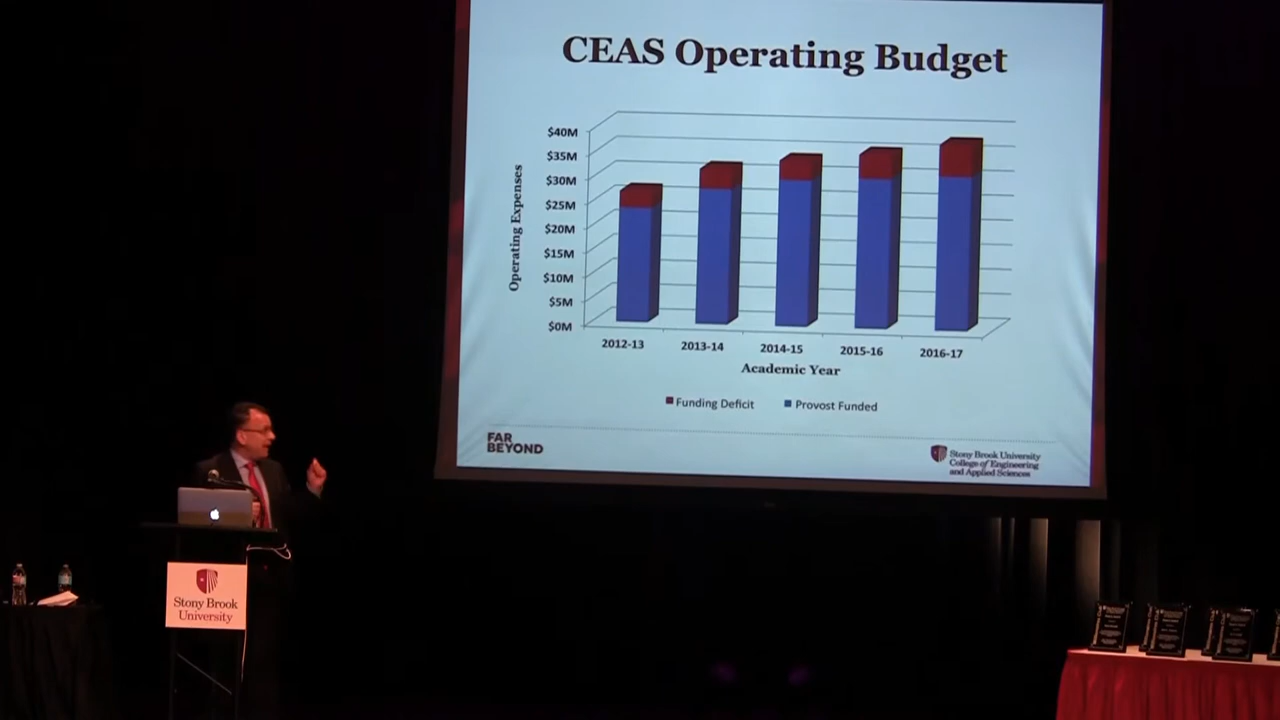 CEAS Operating Budget
Operating Expenses
$40M
$35M
$30M
$25M
$20M
$15M
$10M
$5M
$0M
2012-13
2013-14
2014-15
2015-16
2016-17
Academic Year
Funding Deficit
Provost Funded
FAR
BEYOND
Stony Brook University
College of Engineering
and Applied Sciences
Stony Brook
University